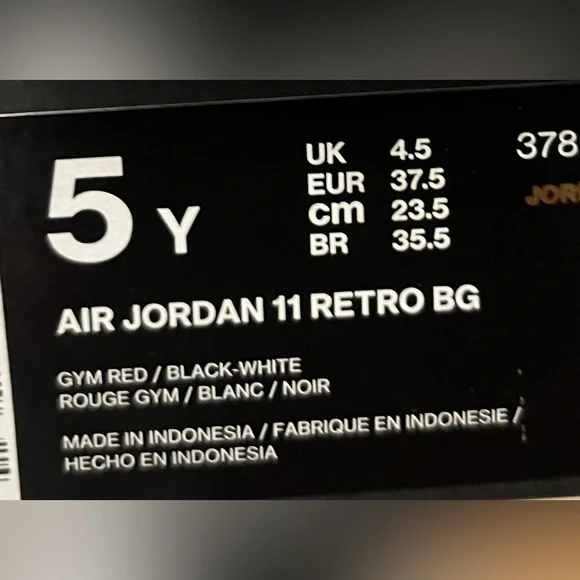 5 Y
UK 4.5
EUR 37.5
cm 23.5
BR 35.5
378
AIR JORDAN 11 RETRO BG
GYM RED / BLACK-WHITE
ROUGE GYM / BLANC / NOIR
MADE IN INDONESIA / FABRIQUE EN INDONESIE /
HECHO EN INDONESIA